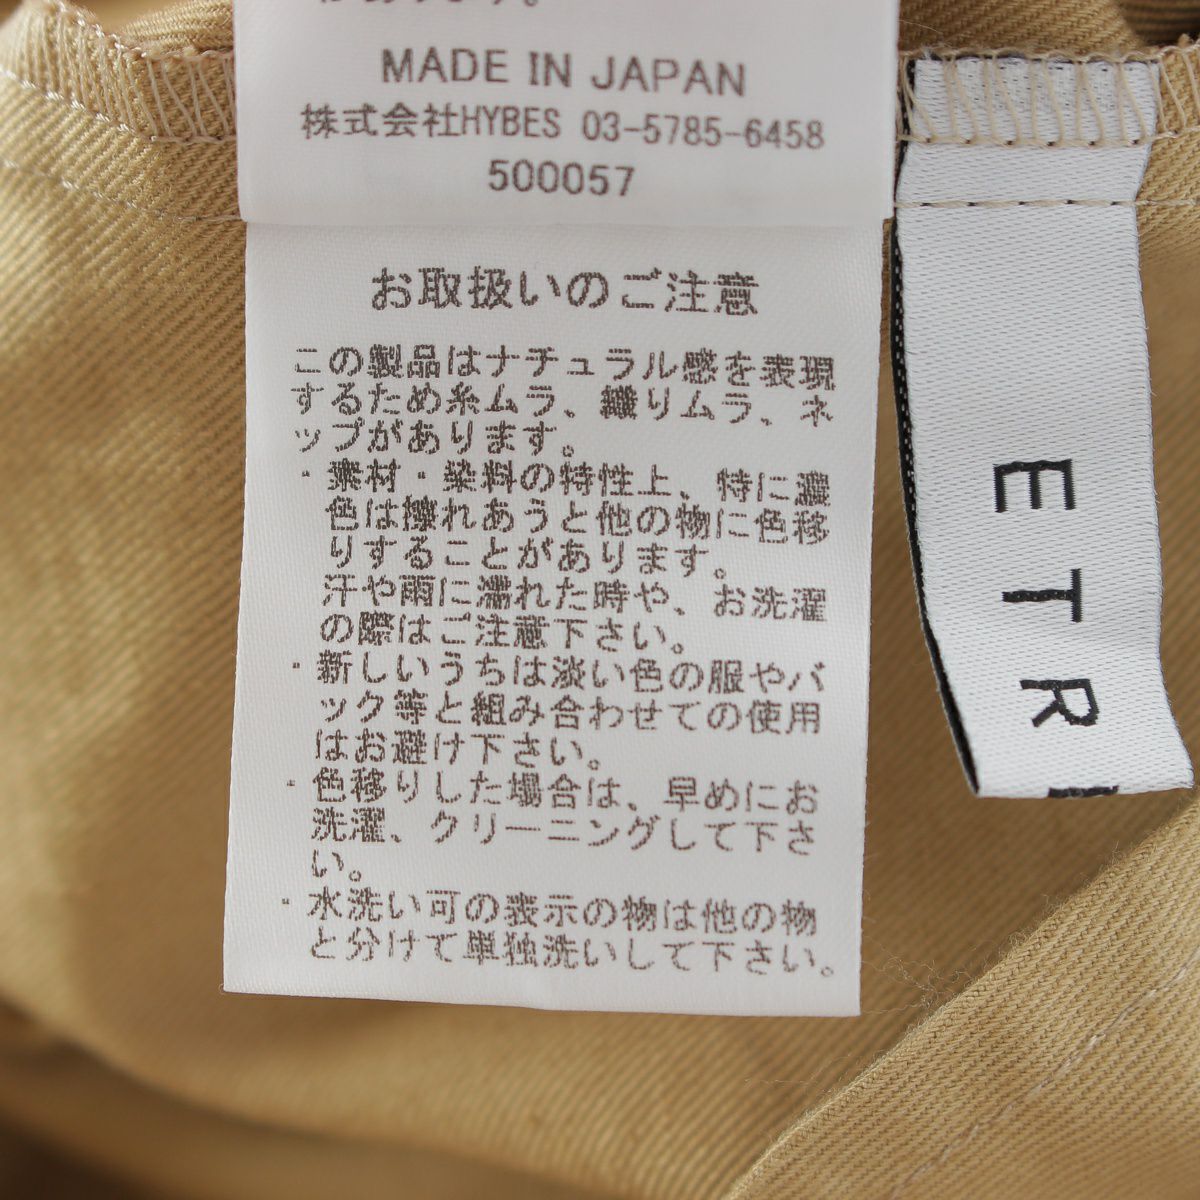 があります。
MADE IN JAPAN
株式会社HYBES 03-5785-6458
500057
お取扱いのご注意
この製品はナチュラル感を表現
するため糸ムラ、織りムラ、ネ
ップがあります。
・素材・染料の特性上、特に濃
色は擦れあうと他の物に色移
りすることがあります。
汗や雨に濡れた時や、お洗濯
の際はご注意下さい。
・新しいうちは淡い色の服やバ
ック等と組み合わせての使用
はお避け下さい。
・色移りした場合は、早めにお
洗濯、クリーニングして下さ
い。
・水洗い可の表示の物は他の物
と分けて単独洗いして下さい。
ETR